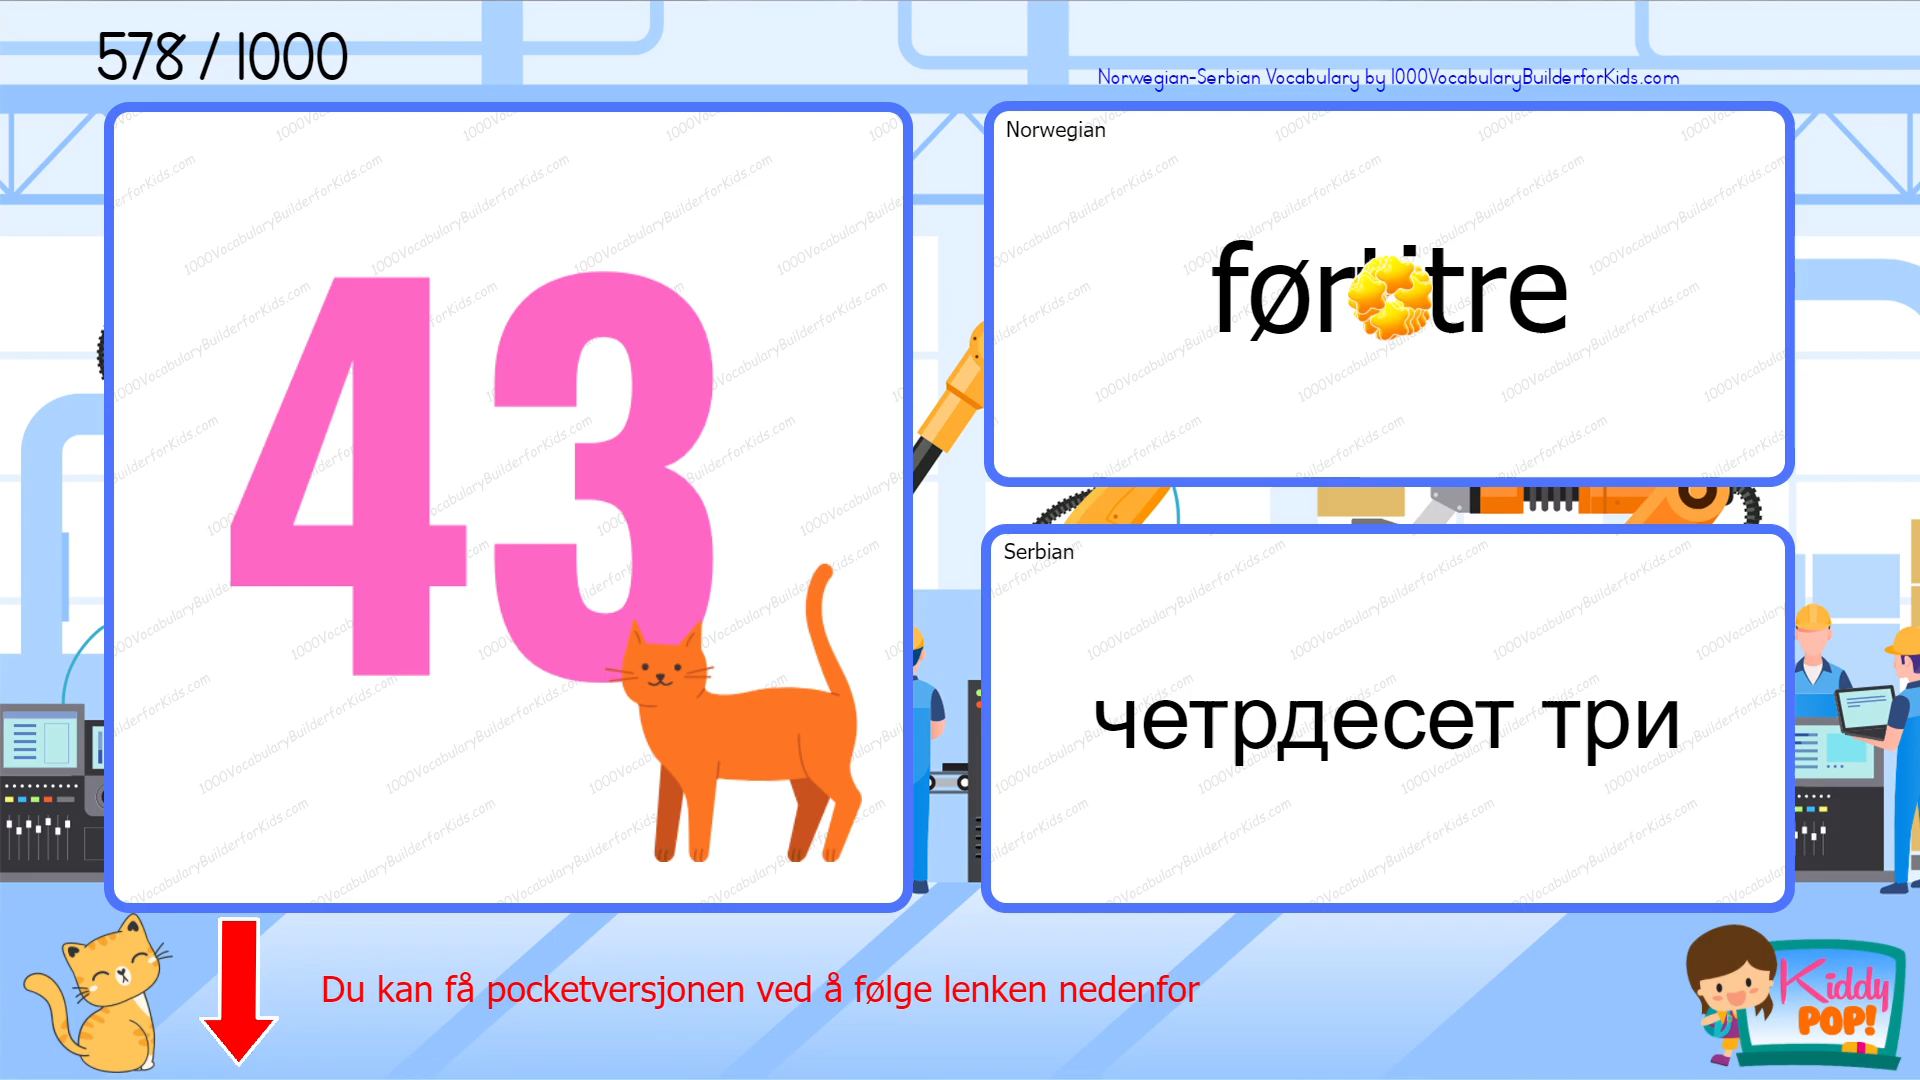 578 / 1000
Norwegian-Serbian Vocabulary by 1000VocabularyBuilderforKids.com
43
Norwegian
Serbian
четрдесет три
Du kan få pocketversjonen ved å følge lenken nedenfor
Kiddy
POP!